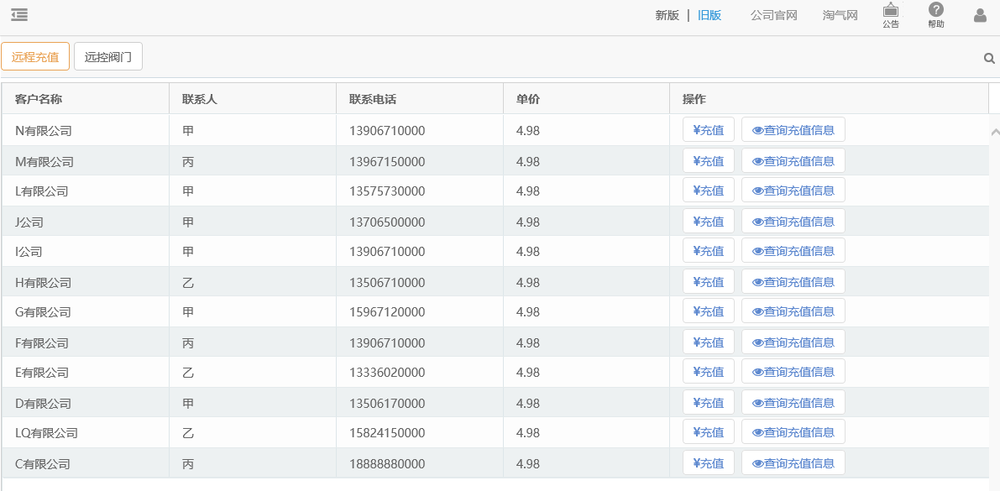 新版 | 旧版 公司官网 淘气网 公告 帮助
远程充值 远控阀门
客户名称 联系人 联系电话 单价 操作
N有限公司 甲 13906710000 4.98 ¥充值 查询充值信息
M有限公司 丙 13967150000 4.98 ¥充值 查询充值信息
L有限公司 甲 13575730000 4.98 ¥充值 查询充值信息
J公司 甲 13706500000 4.98 ¥充值 查询充值信息
I公司 甲 13906710000 4.98 ¥充值 查询充值信息
H有限公司 乙 13506710000 4.98 ¥充值 查询充值信息
G有限公司 甲 15967120000 4.98 ¥充值 查询充值信息
F有限公司 丙 13906710000 4.98 ¥充值 查询充值信息
E有限公司 乙 13336020000 4.98 ¥充值 查询充值信息
D有限公司 甲 13506170000 4.98 ¥充值 查询充值信息
LQ有限公司 乙 15824150000 4.98 ¥充值 查询充值信息
C有限公司 丙 18888880000 4.98 ¥充值 查询充值信息